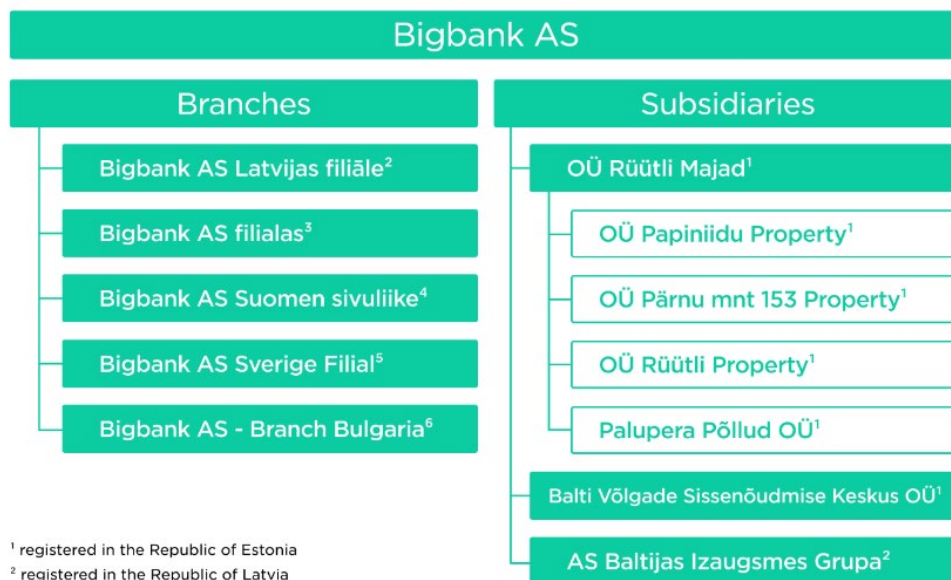 Bigbank AS
Branches
Bigbank AS Latvijas filiāle²
Bigbank AS filialas³
Bigbank AS Suomen sivuliike⁴
Bigbank AS Sverige Filial⁵
Bigbank AS - Branch Bulgaria⁶
Subsidiaries
OÜ Rüütli Majad¹
OÜ Papiniidu Property¹
OÜ Pärnu mnt 153 Property¹
OÜ Rüütli Property¹
Palupera Põllud OÜ¹
Balti Võlgade Sissenõudmise Keskus OÜ¹
AS Baltijas Izaugsmes Grupa²
¹ registered in the Republic of Estonia
² registered in the Republic of Latvia